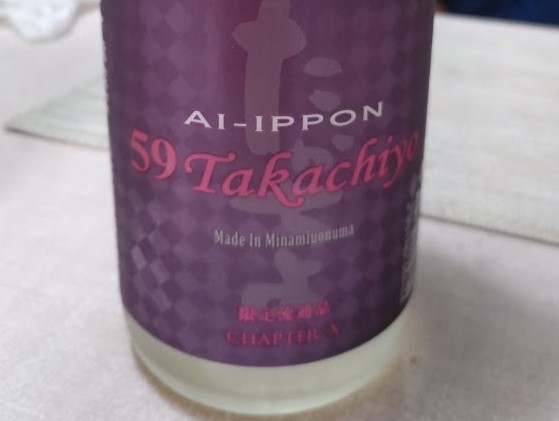 AI-IPPON
59 Takachiyo
Made In Minamiuonuma
限定流通品
CHAPTER